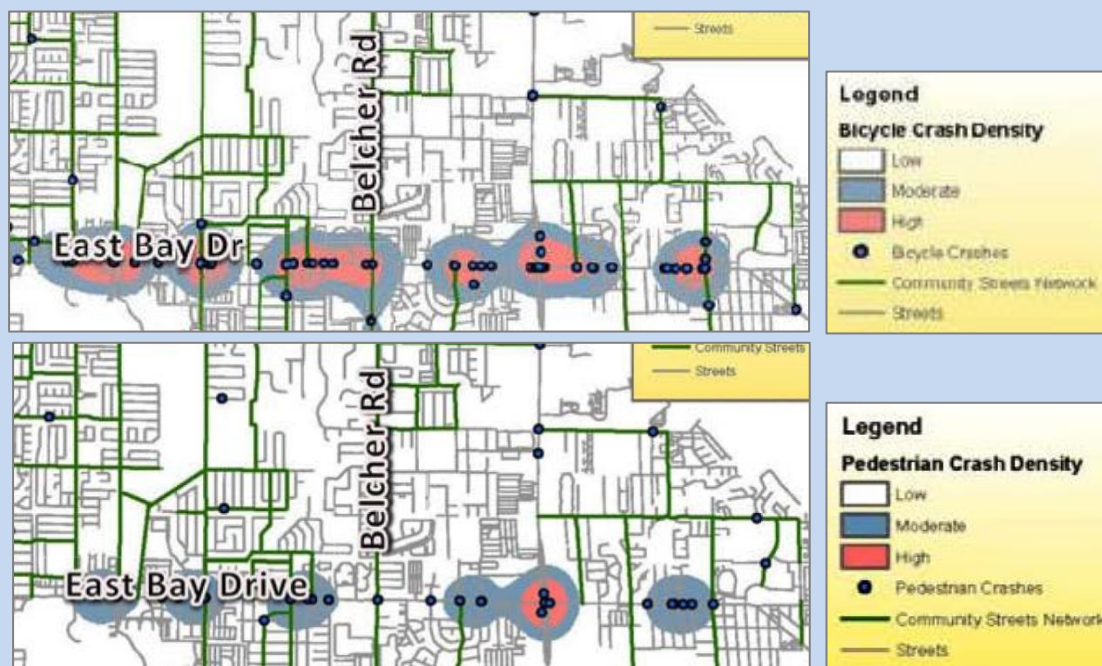 Streets
Belcher Rd
East Bay Dr
Legend
Bicycle Crash Density
Low
Moderate
High
Bicycle Crashes
Community Streets Network
Streets
Community Streets
Streets
Belcher Rd
East Bay Drive
Legend
Pedestrian Crash Density
Low
Moderate
High
Pedestrian Crashes
Community Streets Network
Streets